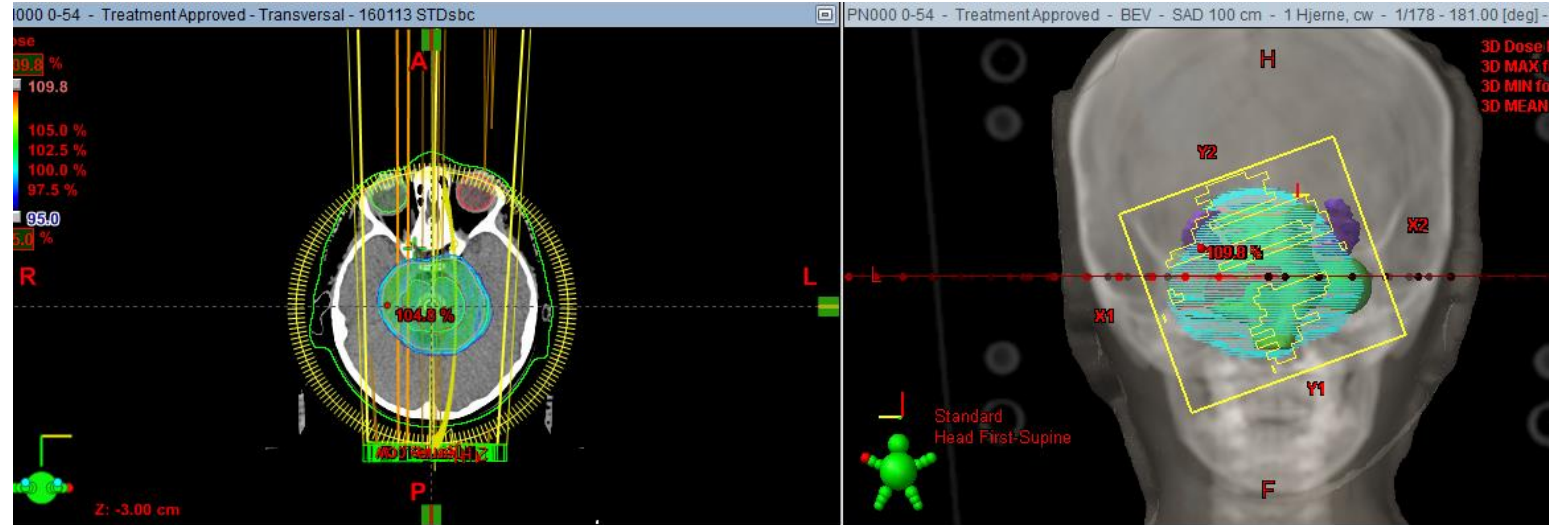 I000 0-54 - Treatment Approved - Transversal - 160113 STDsbc
ose
09.8 %
109.8
105.0 %
102.5 %
100.0 %
97.5 %
95.0
5.0 %
A
R
L
104.8 %
P
Z: -3.00 cm
PN000 0-54 - Treatment Approved - BEV - SAD 100 cm - 1 Hjerne, cw - 1/178 - 181.00 [deg] -
H
3D Dose
3D MAX f
3D MIN fo
3D MEAN
Y2
X2
109.8 %
L
X1
Y1
Standard
Head First-Supine
F